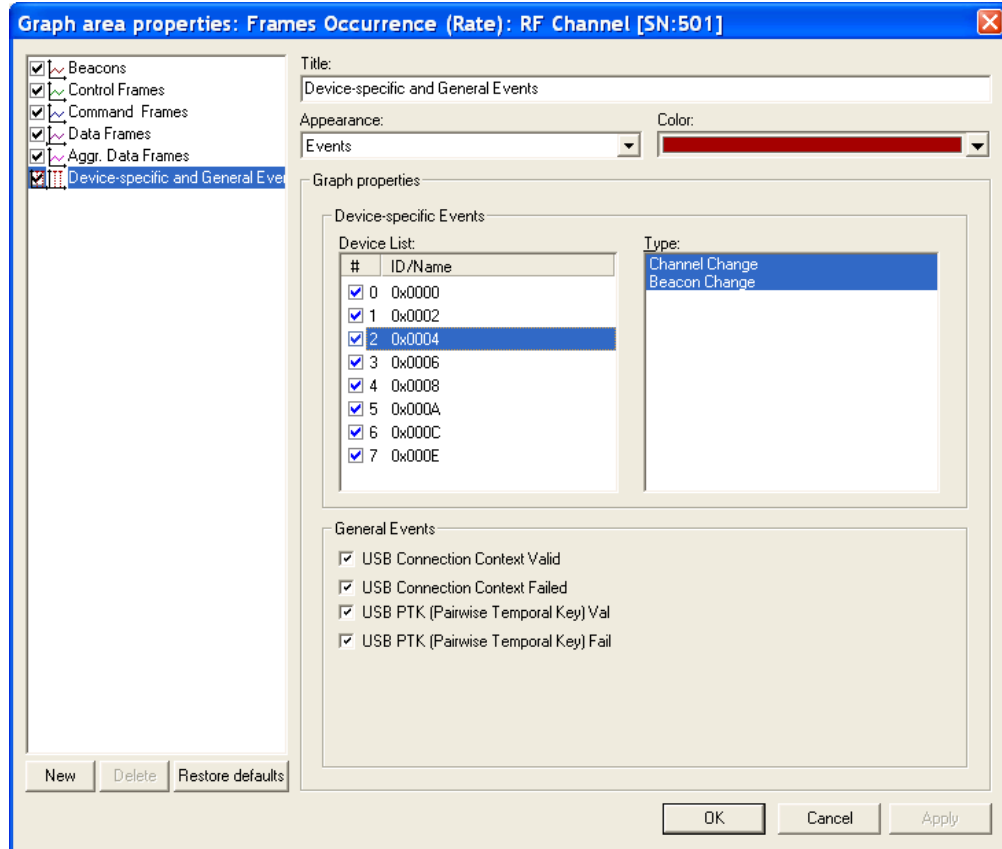 Graph area properties: Frames Occurrence (Rate): RF Channel [SN:501]
Beacons
Control Frames
Command Frames
Data Frames
Aggr. Data Frames
Device-specific and General Ever
New
Delete
Restore defaults
Title:
Device-specific and General Events
Appearance:
Color:
Events
Graph properties
Device-specific Events
Device List:
# ID/Name
0 0x0000
1 0x0002
2 0x0004
3 0x0006
4 0x0008
5 0x000A
6 0x000C
7 0x000E
Type:
Channel Change
Beacon Change
General Events
USB Connection Context Valid
USB Connection Context Failed
USB PTK (Pairwise Temporal Key) Val
USB PTK (Pairwise Temporal Key) Fail
OK
Cancel
Apply